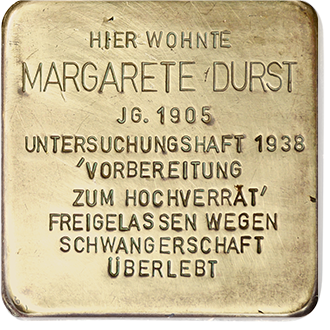 HIER WOHNTE
MARGARETE DURST
JG. 1905
UNTERSUCHUNGSHAFT 1938
'VORBEREITUNG
ZUM HOCHVERRAT'
FREIGELASSEN WEGEN
SCHWANGERSCHAFT
ÜBERLEBT